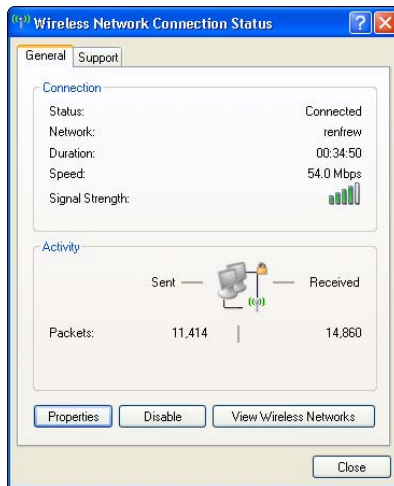 Wireless Network Connection Status
General Support
Connection
Status: Connected
Network: renfrew
Duration: 00:34:50
Speed: 54.0 Mbps
Signal Strength:
Activity
Sent Received
Packets: 11,414 14,860
Properties Disable View Wireless Networks
Close